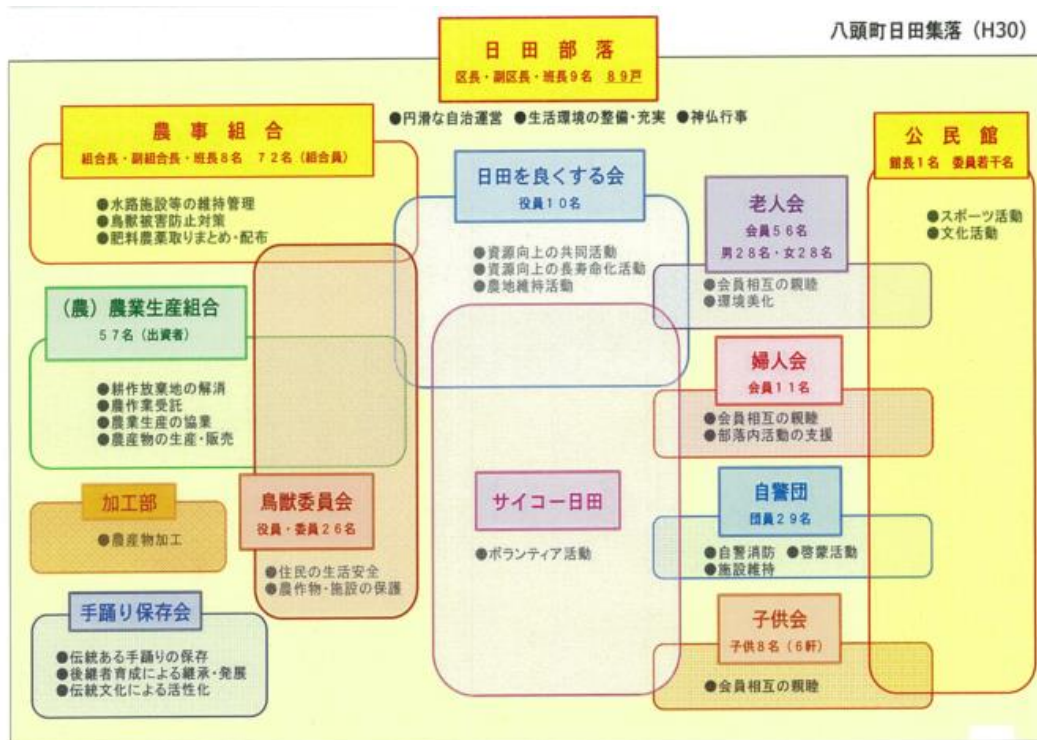 八頭町日田集落（H30）
日田部落
区長・副区長・班長9名　89戸
●円滑な自治運営　●生活環境の整備・充実　●神仏行事
農事組合
組合長・副組合長・班長8名　72名（組合員）
●水路施設等の維持管理
●鳥獣被害防止対策
●肥料農薬取りまとめ・配布
（農）農業生産組合
57名（出資者）
●耕作放棄地の解消
●農作業受託
●農業生産の協業
●農産物の生産・販売
加工部
●農産物加工
手踊り保存会
●伝統ある手踊りの保存
●後継者育成による継承・発展
●伝統文化による活性化
鳥獣委員会
役員・委員26名
●住民の生活安全
●農作物・施設の保護
日田を良くする会
役員10名
●資源向上の共同活動
●資源向上の長寿命化活動
●農地維持活動
サイコー日田
●ボランティア活動
老人会
会員56名
男28名・女28名
●会員相互の親睦
●環境美化
婦人会
会員11名
●会員相互の親睦
●部落内活動の支援
自警団
団員29名
●自警消防　●啓蒙活動
●施設維持
子供会
子供8名（6軒）
●会員相互の親睦
公民館
館長1名　委員若干名
●スポーツ活動
●文化活動